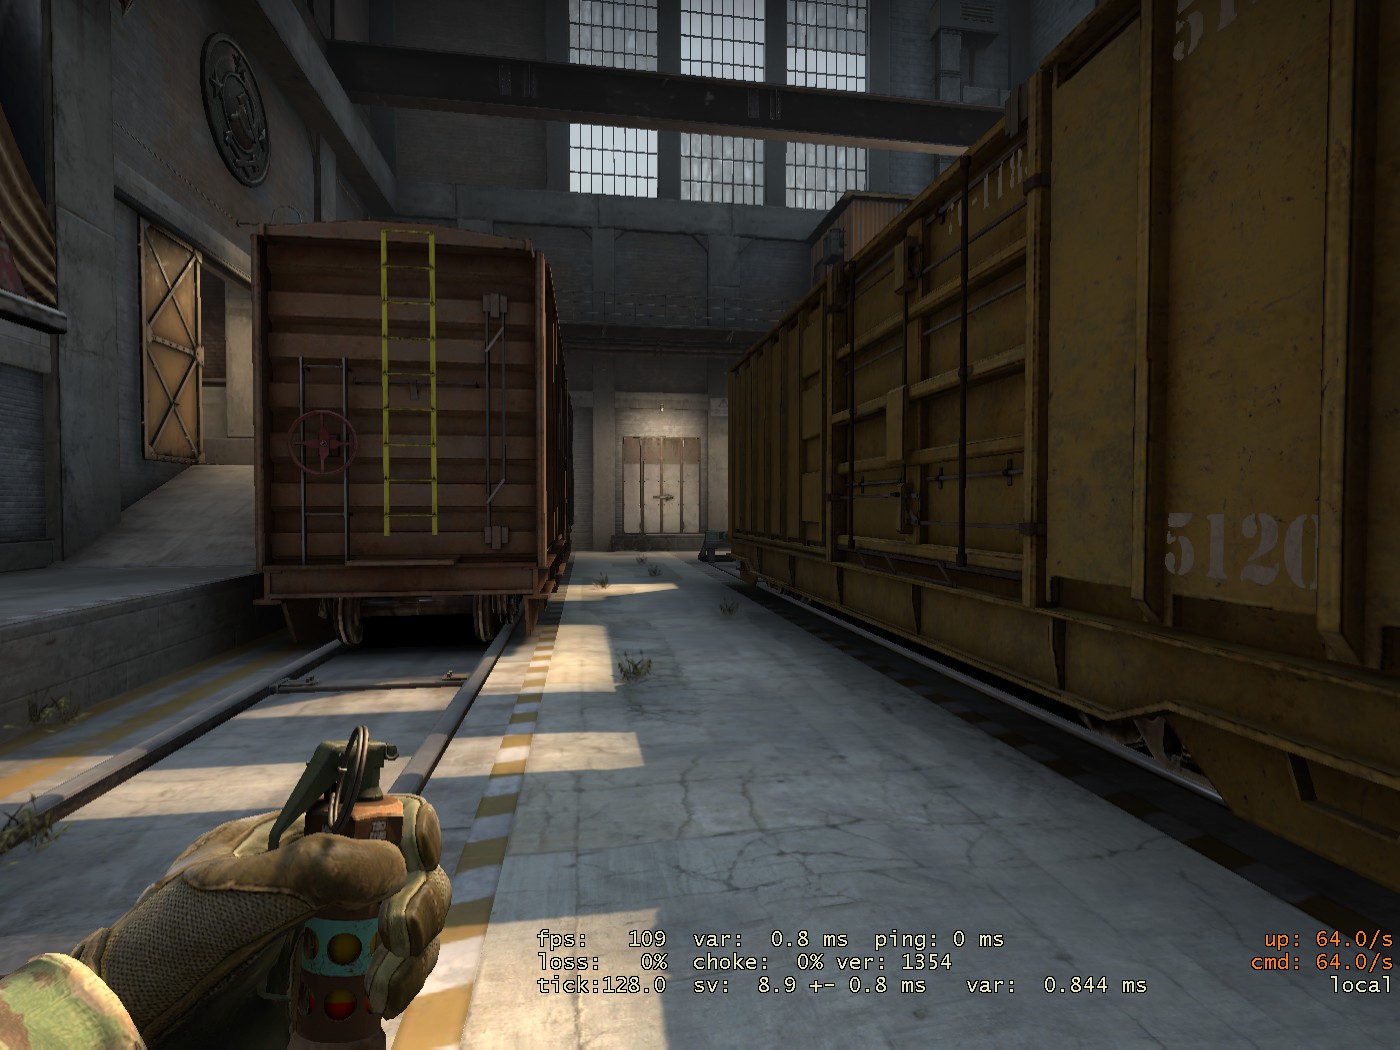 5120
fps: 109 var: 0.8 ms ping: 0 ms
loss: 0% choke: 0% ver: 1354
tick:128.0 sv: 8.9 +- 0.8 ms var: 0.844 ms
up: 64.0/s
cmd: 64.0/s
local